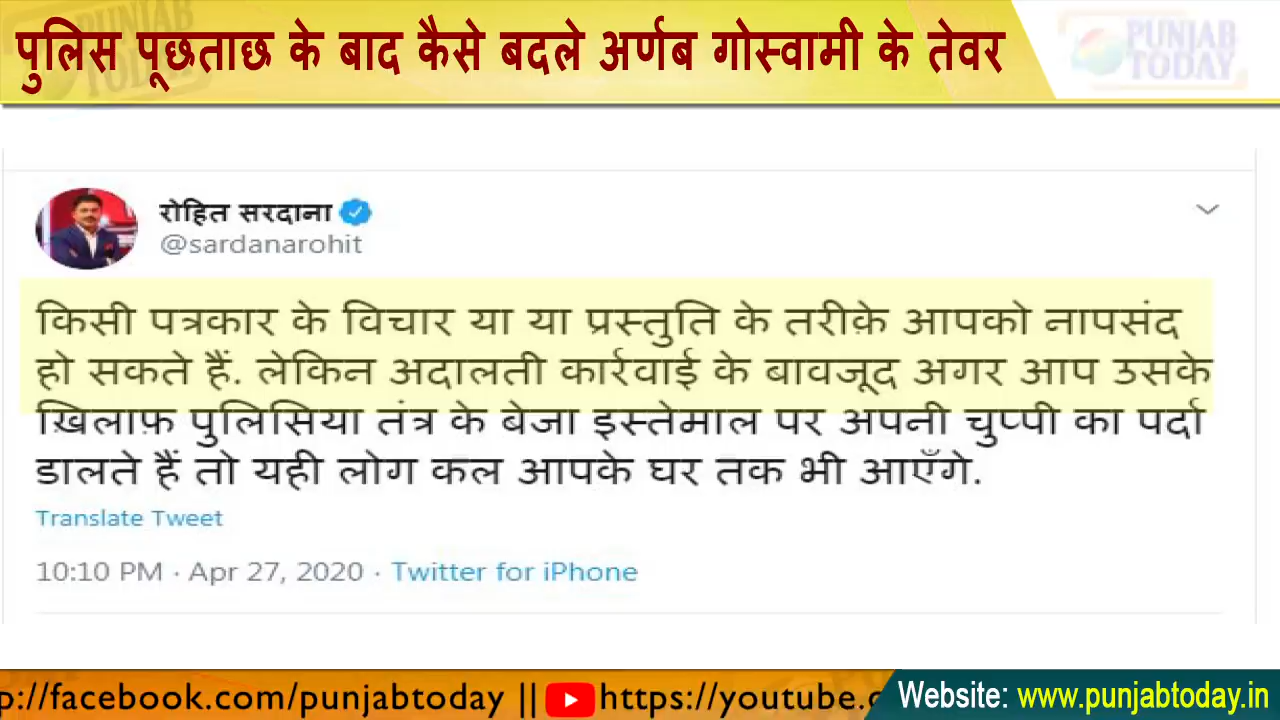 पुलिस पूछताछ के बाद कैसे बदले अर्णब गोस्वामी के तेवर
PUNJAB
TODAY
रोहित सरदाना
@sardanarohit
किसी पत्रकार के विचार या या प्रस्तुति के तरीक़े आपको नापसंद
हो सकते हैं. लेकिन अदालती कार्रवाई के बावजूद अगर आप उसके
ख़िलाफ़ पुलिसिया तंत्र के बेजा इस्तेमाल पर अपनी चुप्पी का पर्दा
डालते हैं तो यही लोग कल आपके घर तक भी आएँगे.
Translate Tweet
10:10 PM · Apr 27, 2020 · Twitter for iPhone
p://facebook.com/punjabtoday || https://youtube.c
Website: www.punjabtoday.in